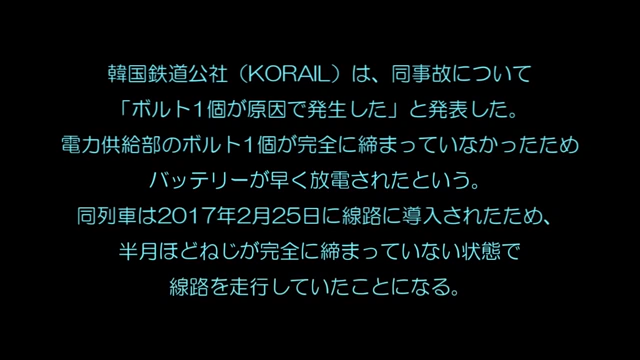 韓国鉄道公社（KORAIL）は、同事故について
「ボルト1個が原因で発生した」と発表した。
電力供給部のボルト1個が完全に締まっていなかったため
バッテリーが早く放電されたという。
同列車は2017年2月25日に線路に導入されたため、
半月ほどねじが完全に締まっていない状態で
線路を走行していたことになる。